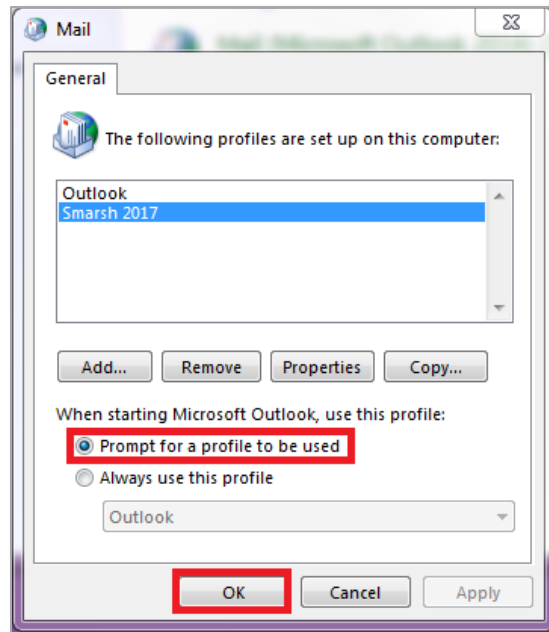 Mail
General
The following profiles are set up on this computer:
Outlook
Smarsh 2017
Add... Remove Properties Copy...
When starting Microsoft Outlook, use this profile:
Prompt for a profile to be used
Always use this profile
Outlook
OK Cancel Apply